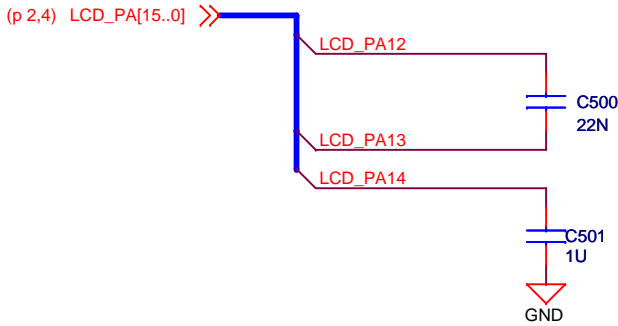 (p 2,4) LCD_PA[15..0]
LCD_PA12
C500
22N
LCD_PA13
LCD_PA14
C501
1U
GND